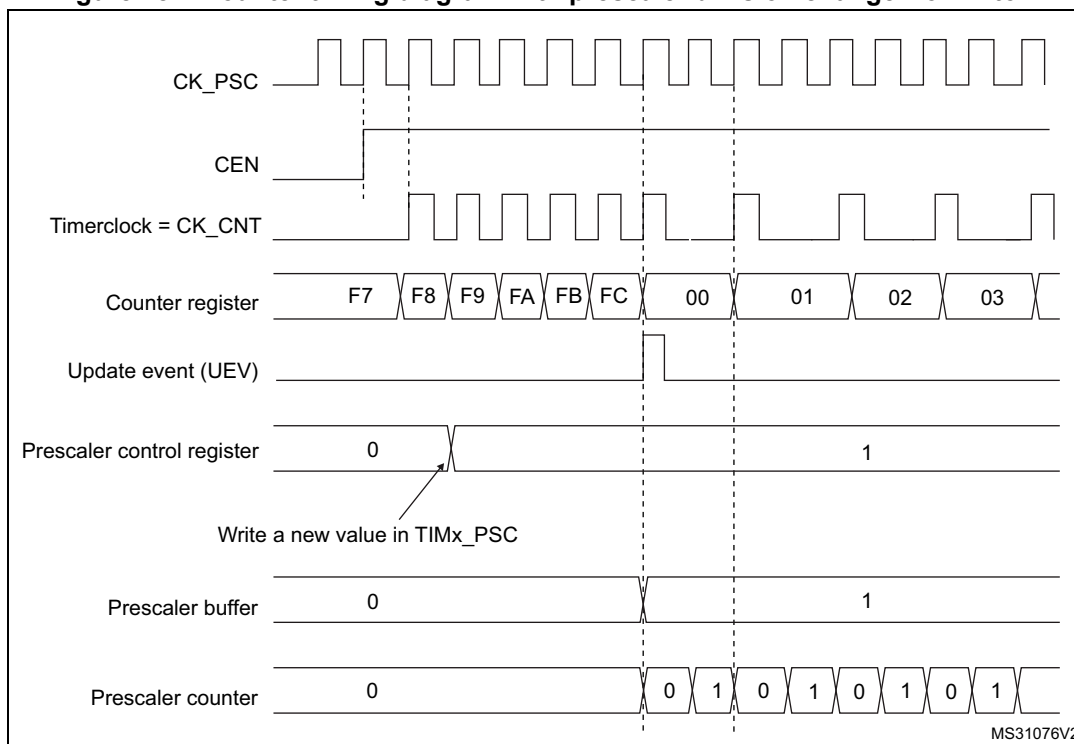 CK_PSC
CEN
Timerclock = CK_CNT
Counter register F7 F8 F9 FA FB FC 00 01 02 03
Update event (UEV)
Prescaler control register 0 1
Write a new value in TIMx_PSC
Prescaler buffer 0 1
Prescaler counter 0 0 1 0 1 0 1 0 1
MS31076V2